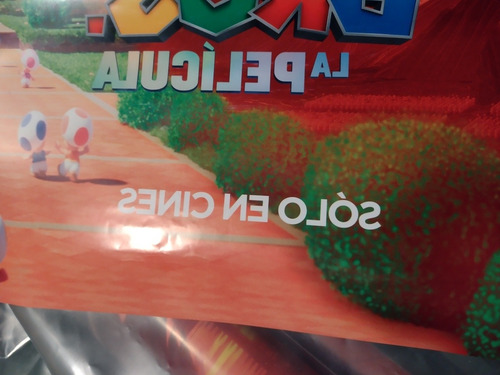 LA PELÍCULA
SÓLO EN CINES